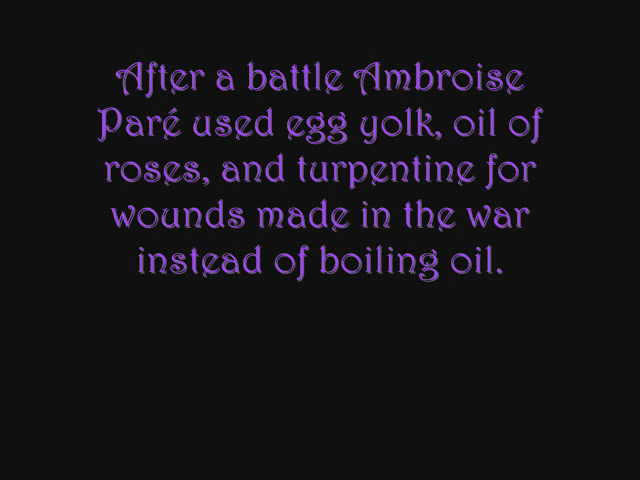 After a battle Ambroise
Paré used egg yolk, oil of
roses, and turpentine for
wounds made in the war
instead of boiling oil.